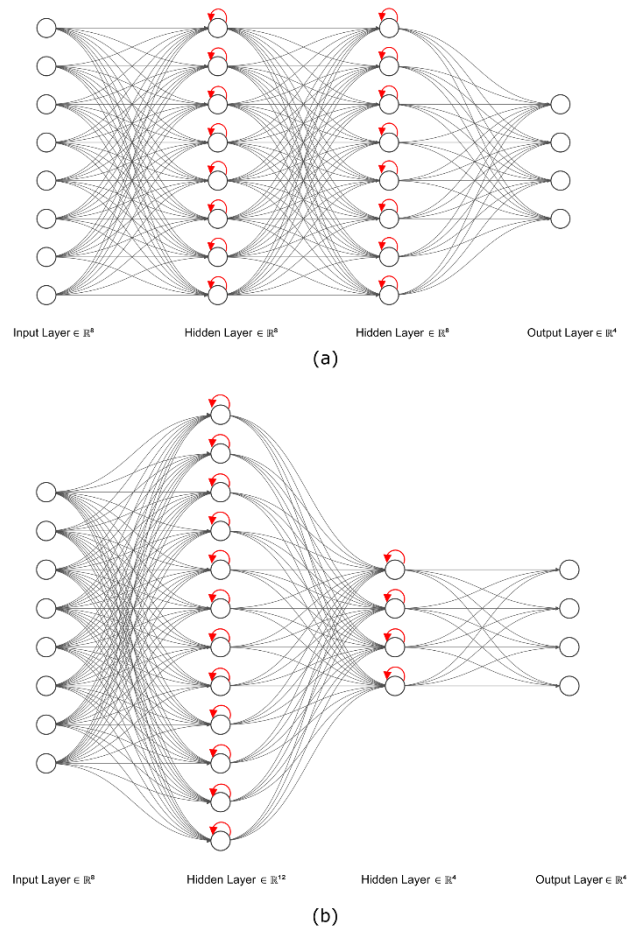 Input Layer ∈ ℝ⁸ Hidden Layer ∈ ℝ⁸ Hidden Layer ∈ ℝ⁸ Output Layer ∈ ℝ⁴
(a)
Input Layer ∈ ℝ⁸ Hidden Layer ∈ ℝ¹² Hidden Layer ∈ ℝ⁴ Output Layer ∈ ℝ⁴
(b)